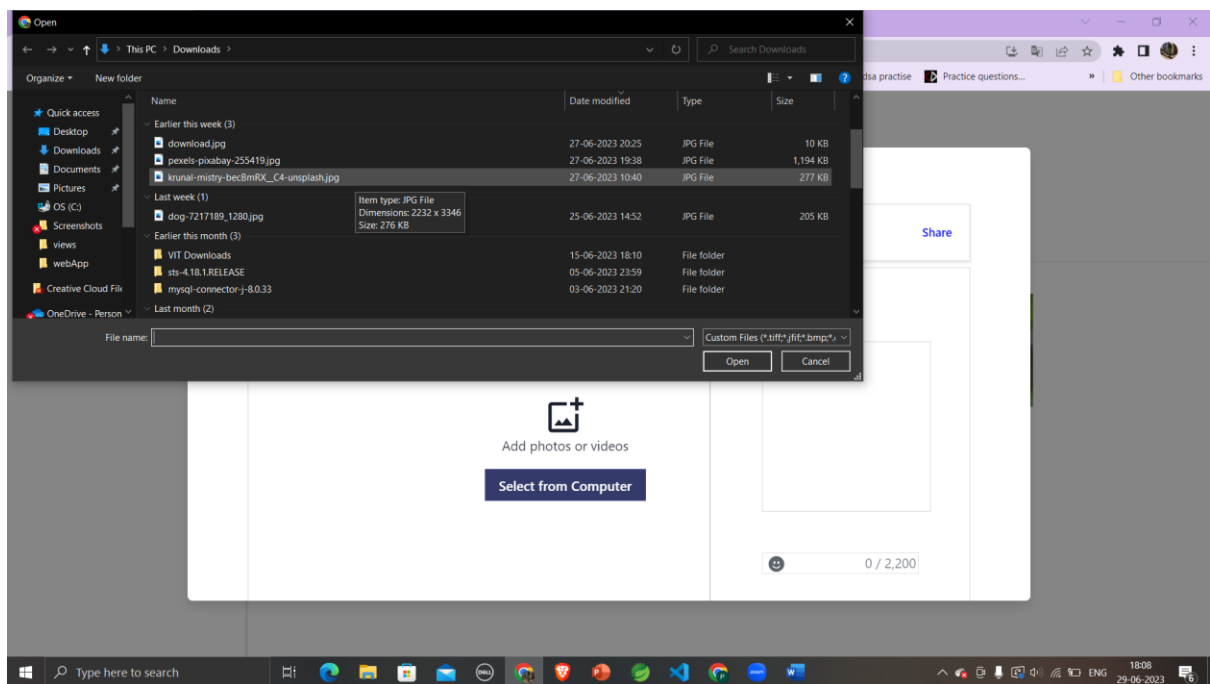 Open
This PC > Downloads >
Search Downloads
Organize
New folder
dsa practise
Practice questions...
»
Other bookmarks
Name
Date modified
Type
Size
Quick access
Desktop
Downloads
Documents
Pictures
OS (C:)
Screenshots
views
webApp
Creative Cloud File
OneDrive - Person
Earlier this week (3)
download.jpg 27-06-2023 20:25 JPG File 10 KB
pexels-pixabay-255419.jpg 27-06-2023 19:38 JPG File 1,194 KB
krunal-mistry-becBmRX__C4-unsplash.jpg 27-06-2023 10:40 JPG File 277 KB
Last week (1)
dog-7217189_1280.jpg 25-06-2023 14:52 JPG File 205 KB
Item type: JPG File
Dimensions: 2232 x 3346
Size: 276 KB
Earlier this month (3)
VIT Downloads 15-06-2023 18:10 File folder
sts-4.18.1.RELEASE 05-06-2023 23:59 File folder
mysql-connector-j-8.0.33 03-06-2023 21:20 File folder
Last month (2)
File name:
Custom Files (*.tiff;*.jfif;*.bmp;*.
Open
Cancel
Share
Add photos or videos
Select from Computer
0 / 2,200
Type here to search
DELL
ENG
18:08
29-06-2023
6